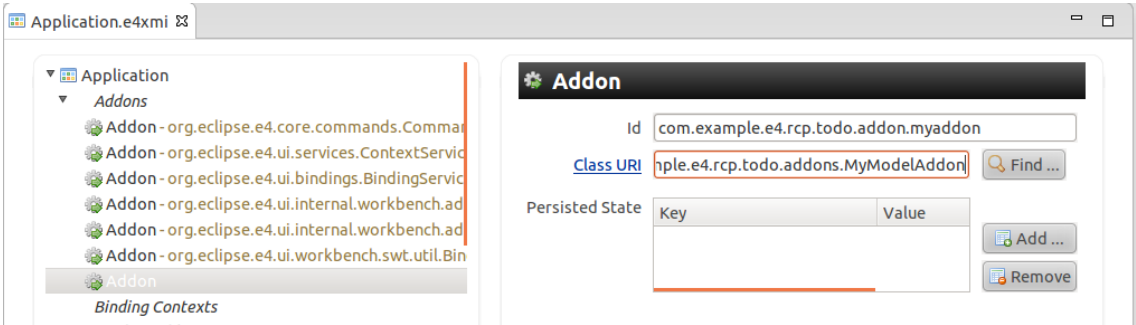 Application.e4xmi
Application
Addons
Addon - org.eclipse.e4.core.commands.Commar
Addon - org.eclipse.e4.ui.services.ContextServic
Addon - org.eclipse.e4.ui.bindings.BindingServic
Addon - org.eclipse.e4.ui.internal.workbench.ad
Addon - org.eclipse.e4.ui.internal.workbench.ad
Addon - org.eclipse.e4.ui.workbench.swt.util.Bin
Addon
Binding Contexts
Addon
Id com.example.e4.rcp.todo.addon.myaddon
Class URI mple.e4.rcp.todo.addons.MyModelAddon Find ...
Persisted State Key Value
Add ...
Remove